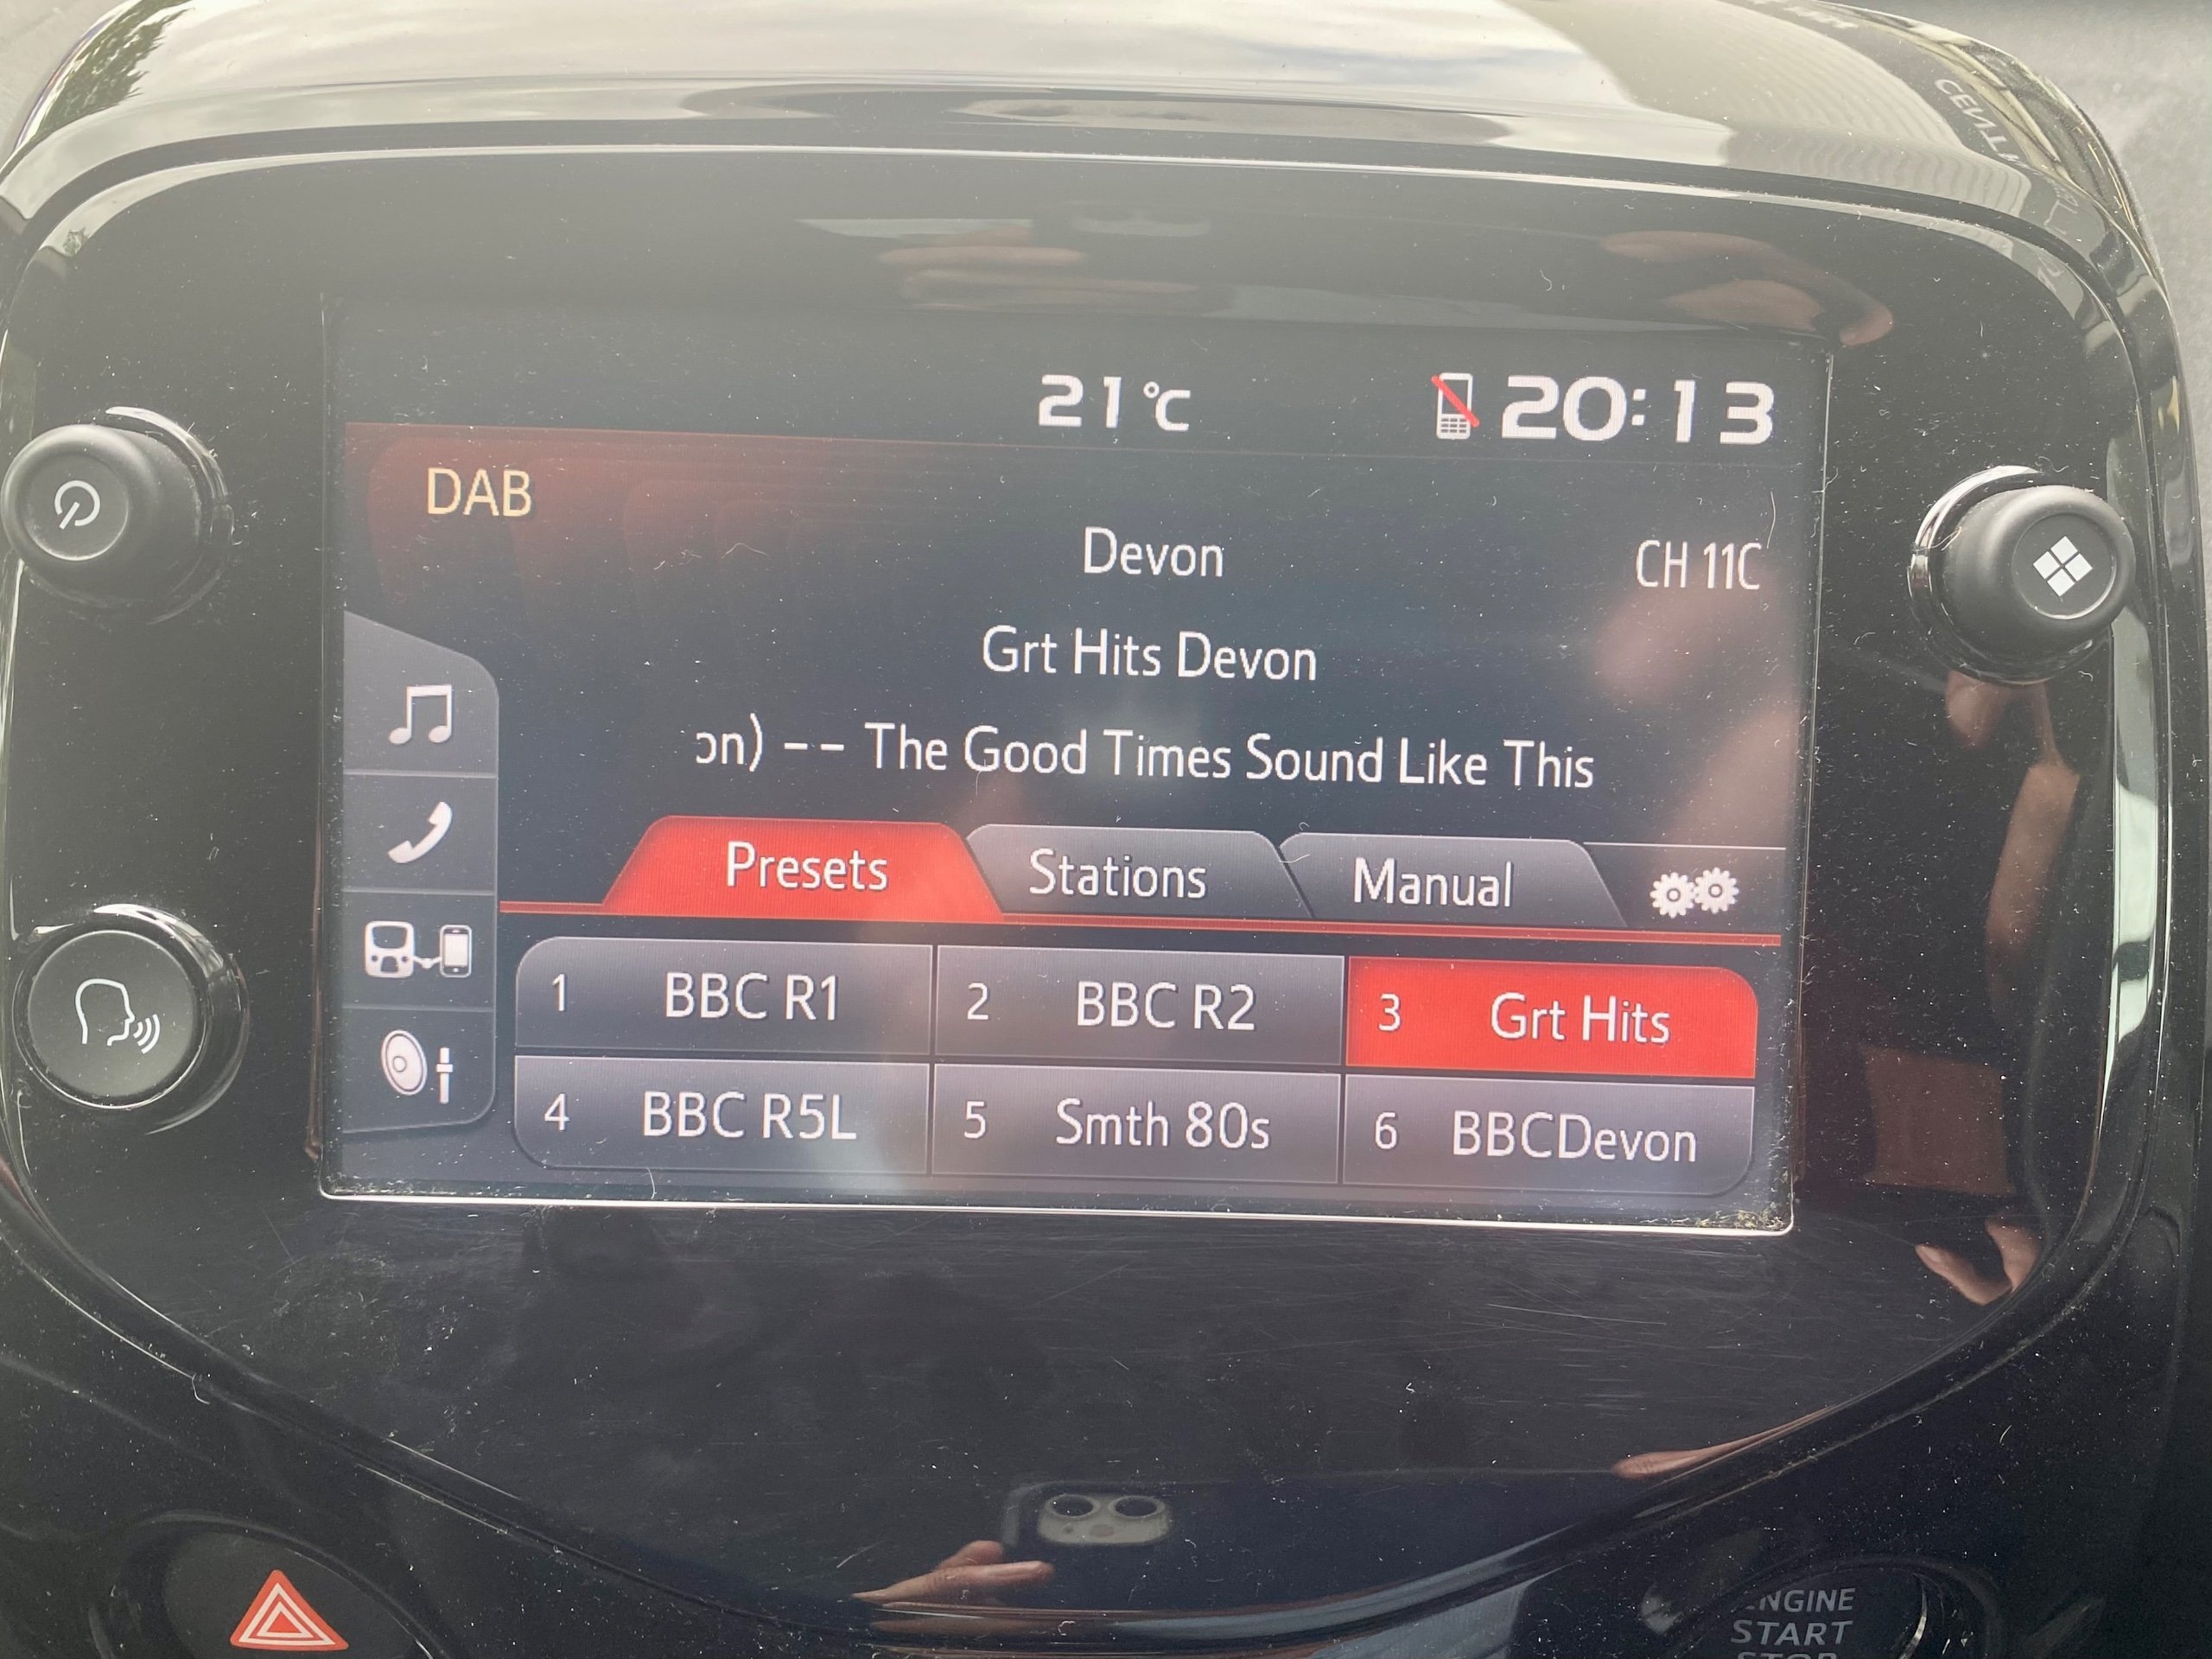 21°C 20:13
DAB
Devon CH 11C
Grt Hits Devon
on) -- The Good Times Sound Like This
Presets Stations Manual
1 BBC R1 2 BBC R2 3 Grt Hits
4 BBC R5L 5 Smth 80s 6 BBCDevon
ENGINE
START
STOP